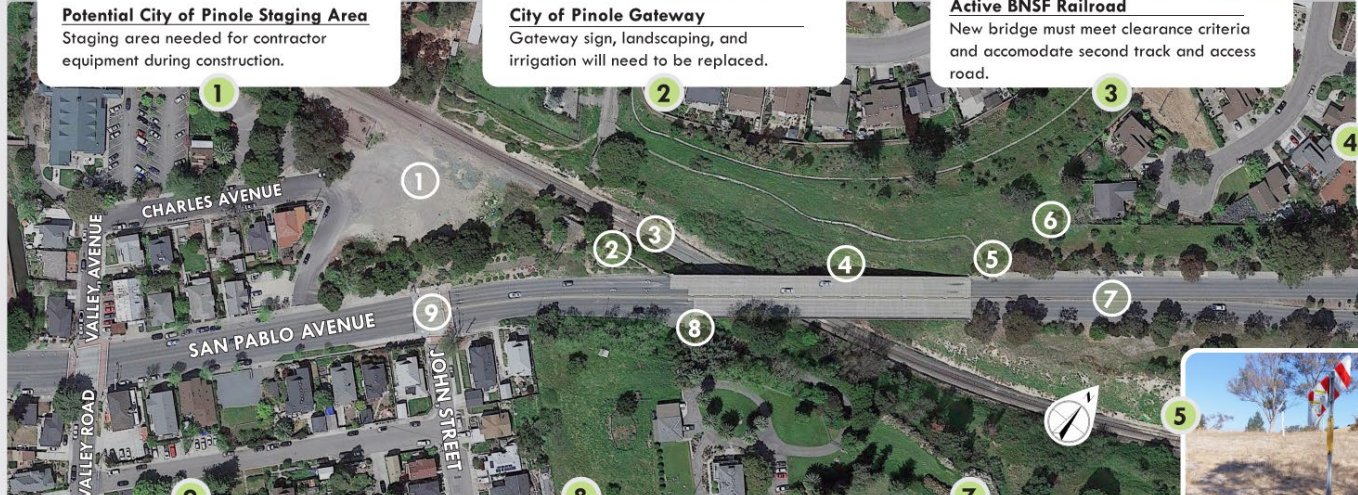 Potential City of Pinole Staging Area
Staging area needed for contractor
equipment during construction.
1
City of Pinole Gateway
Gateway sign, landscaping, and
irrigation will need to be replaced.
2
Active BNSF Railroad
New bridge must meet clearance criteria
and accomodate second track and access
road.
3
4
1
CHARLES AVENUE
VALLEY AVENUE
2
3
4
5
6
7
8
9
SAN PABLO AVENUE
JOHN STREET
VALLEY ROAD
5
9
8
7